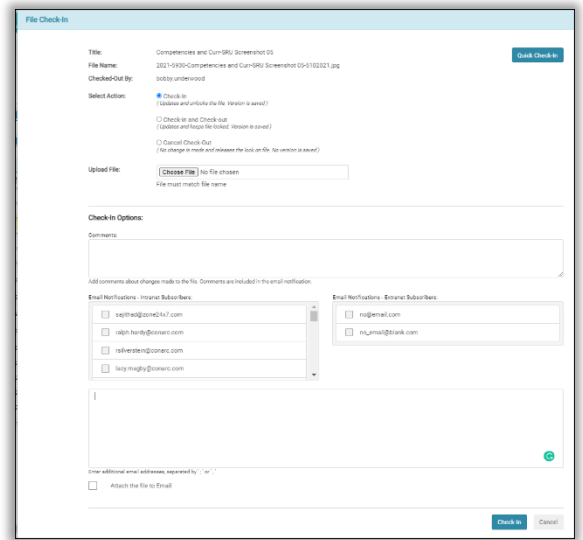 File Check-In
Title: Competencies and Curr-SRU Screenshot 05
Quick Check-In
File Name: 2021-5930-Competencies and Curr-SRU Screenshot 05-5102021.jpg
Checked-Out By: bobby.underwood
Select Action: Check-In
( Updates and unlocks the file. Version is saved )
Check-in and Check-out
( Updates and keeps file locked. Version is saved )
Cancel Check-Out
( No change is made and releases the lock on file. No version is saved )
Upload File: Choose File No file chosen
File must match file name
Check-In Options:
Comments:
Add comments about changes made to the file. Comments are included in the email notification.
Email Notifications - Intranet Subscribers: Email Notifications - Extranet Subscribers:
sajithad@zone24x7.com no@email.com
ralph.hardy@conarc.com no_email@blank.com
rsilverstein@conarc.com
lacy.magby@conarc.com
Enter additional email addresses, separated by ' ; ' or ' , '
Attach the file to Email
Check-In Cancel